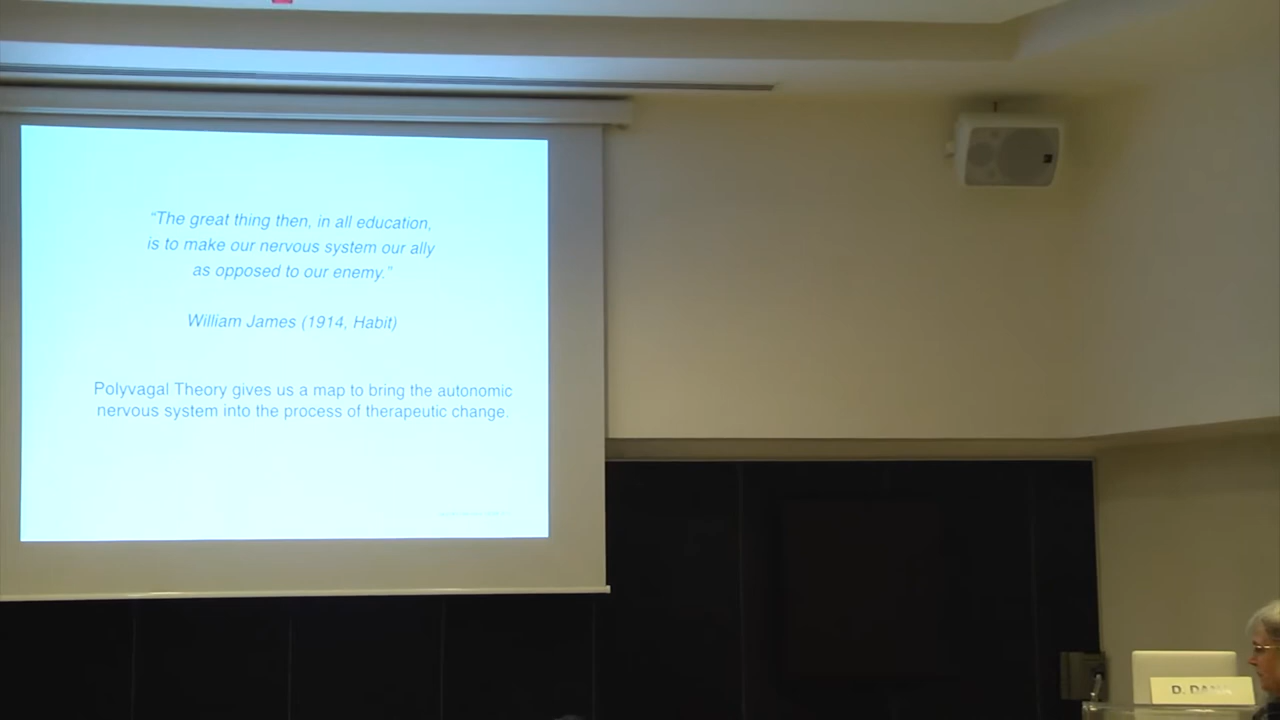 “The great thing then, in all education,
is to make our nervous system our ally
as opposed to our enemy.”
William James (1914, Habit)
Polyvagal Theory gives us a map to bring the autonomic
nervous system into the process of therapeutic change.
D.